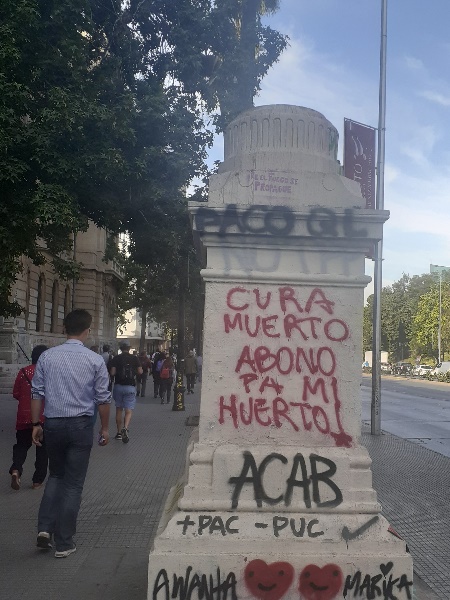 PACO QL
CURA
MUERTO
ABONO
PA MI
HUERTO!
ACAB
+PAC -PUC
AWANHA
MARIKA